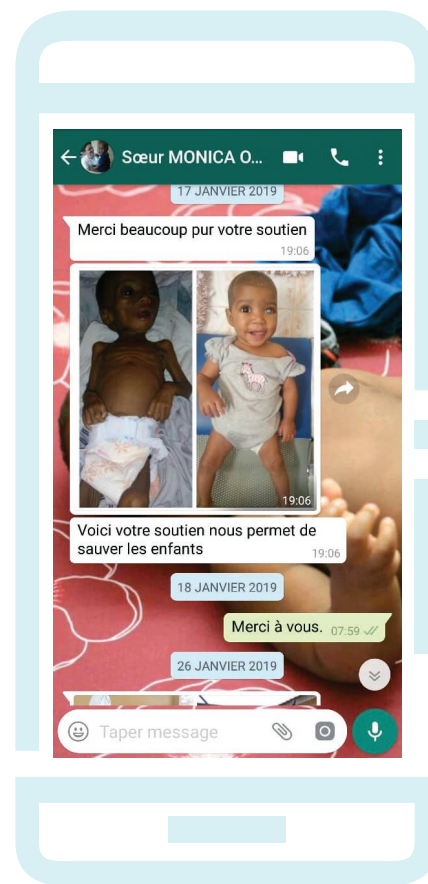 Sœur MONICA O...
17 JANVIER 2019
Merci beaucoup pur votre soutien
19:06
19:06
Voici votre soutien nous permet de
sauver les enfants
19:06
18 JANVIER 2019
Merci à vous. 07:59
26 JANVIER 2019
Taper message